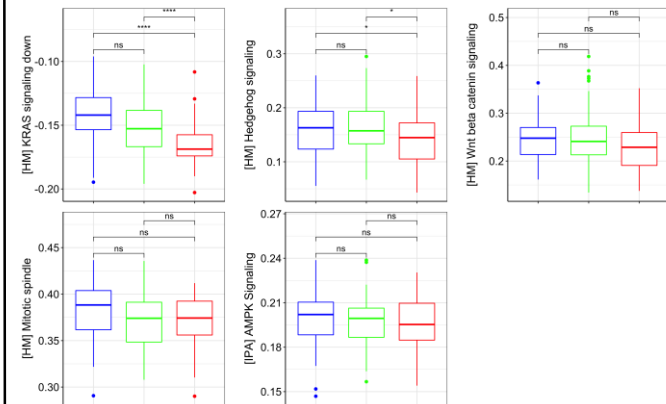 [HM] KRAS signaling down
-0.10
-0.15
-0.20
****
****
ns
[HM] Hedgehog signaling
0.3
0.2
0.1
*
*
ns
[HM] Wnt beta catenin signaling
0.5
0.4
0.3
0.2
ns
ns
ns
[HM] Mitotic spindle
0.45
0.40
0.35
0.30
ns
ns
ns
[IPA] AMPK Signaling
0.27
0.24
0.21
0.18
0.15
ns
ns
ns